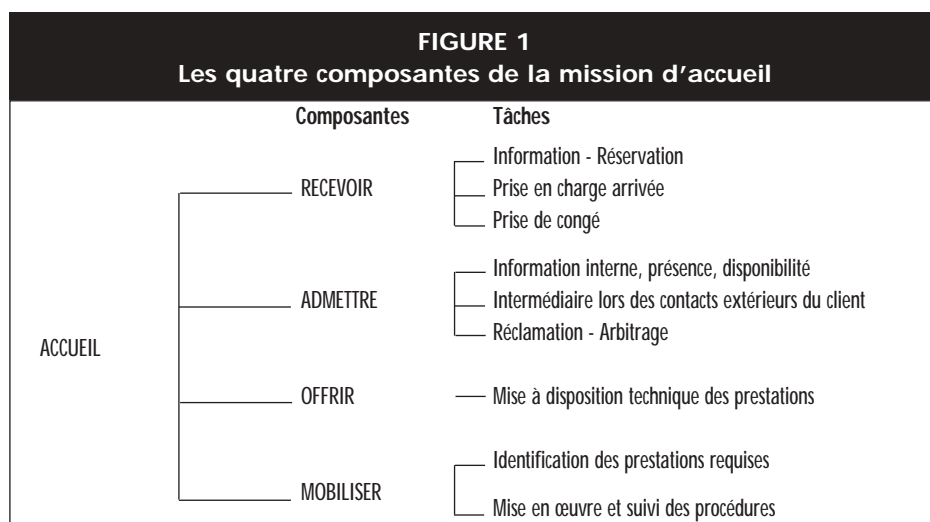 FIGURE 1
Les quatre composantes de la mission d'accueil
Composantes Tâches
RECEVOIR
Information - Réservation
Prise en charge arrivée
Prise de congé
ADMETTRE
Information interne, présence, disponibilité
Intermédiaire lors des contacts extérieurs du client
Réclamation - Arbitrage
ACCUEIL
OFFRIR
Mise à disposition technique des prestations
MOBILISER
Identification des prestations requises
Mise en œuvre et suivi des procédures